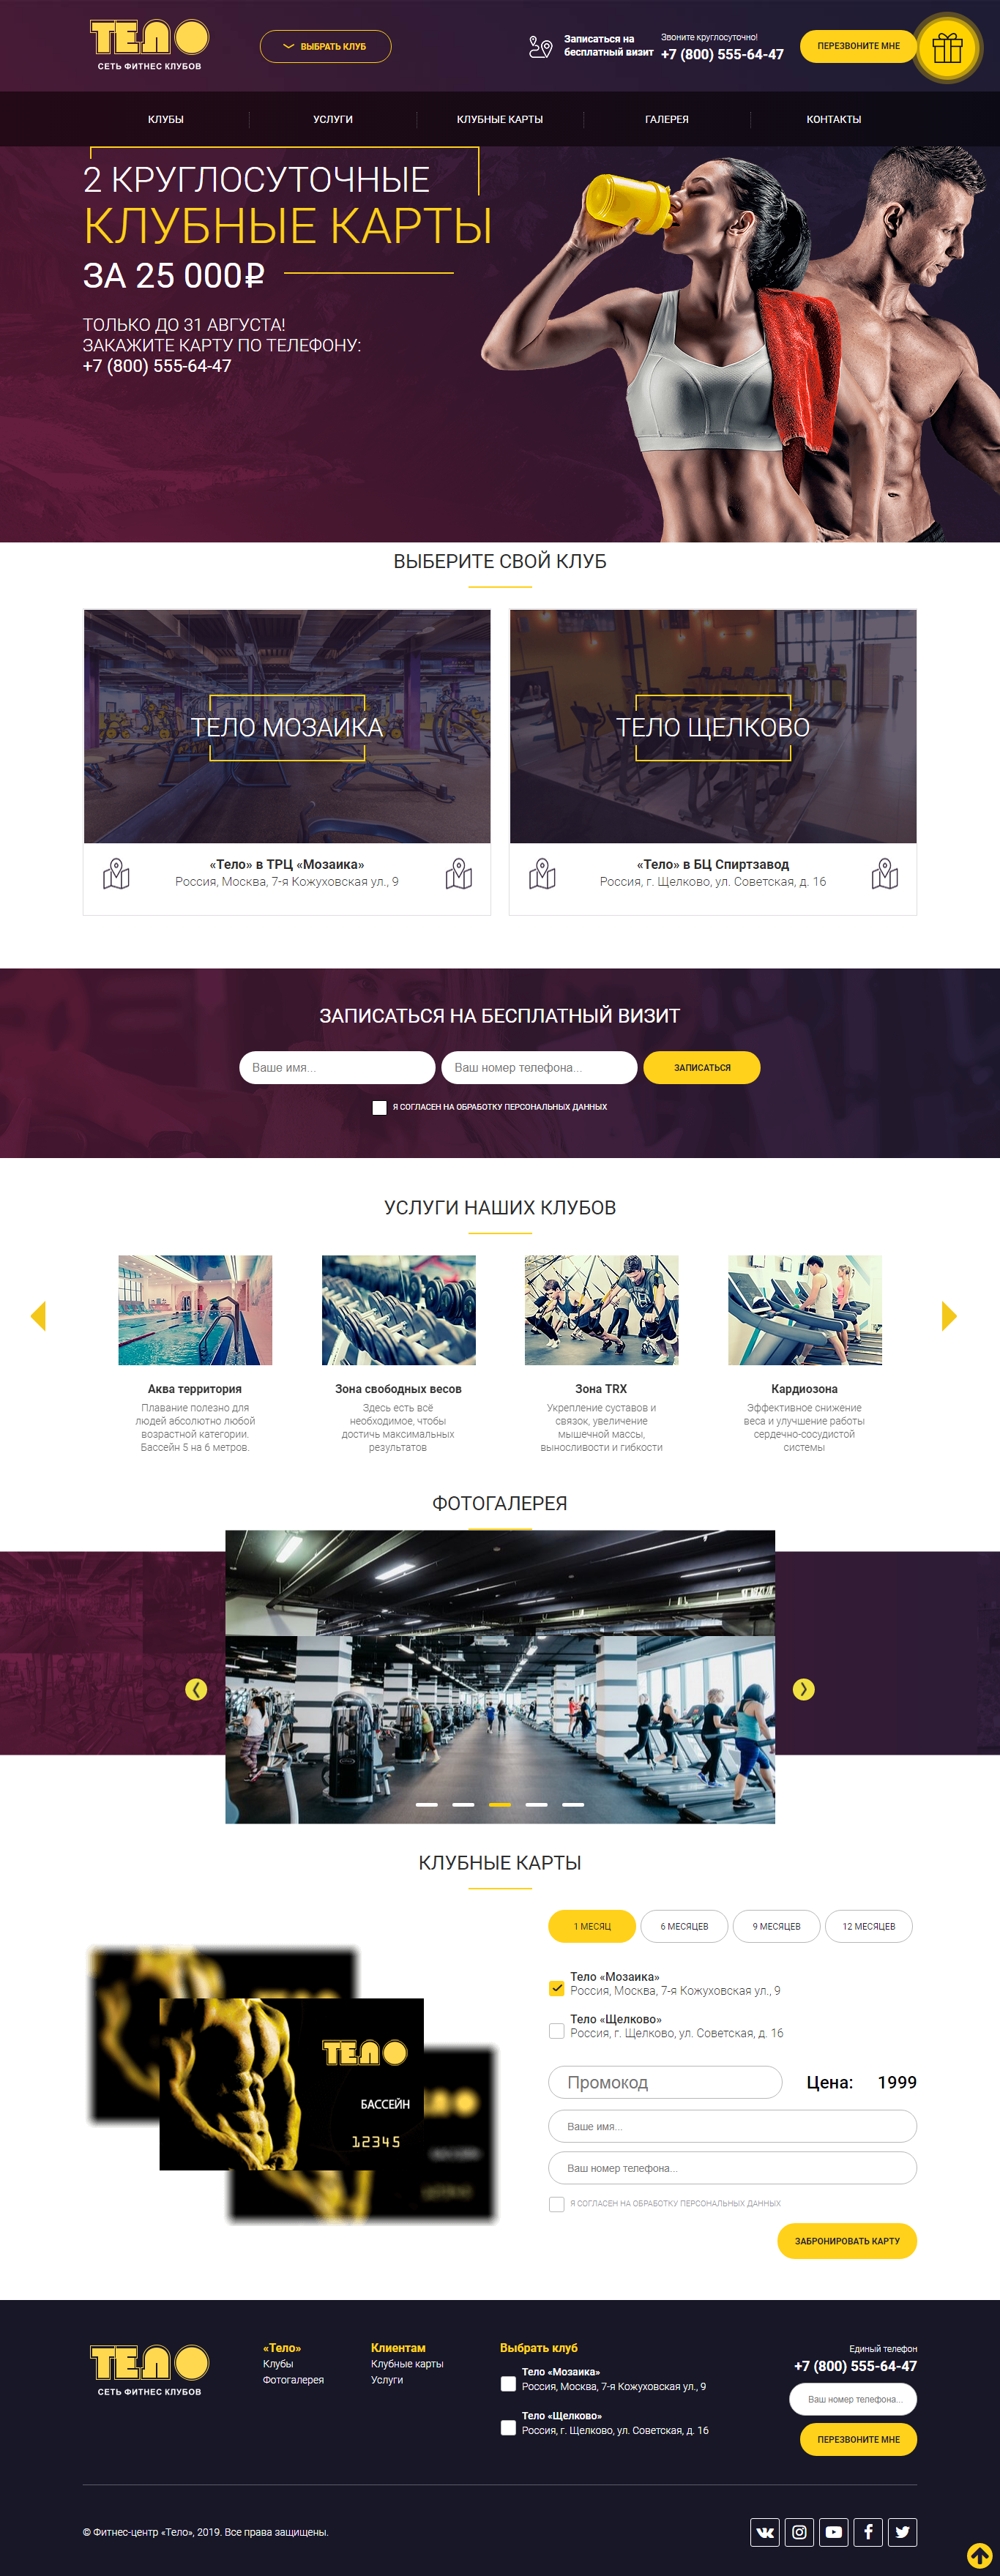 ТЕЛО
СЕТЬ ФИТНЕС КЛУБОВ
ВЫБРАТЬ КЛУБ
Записаться на
бесплатный визит
Звоните круглосуточно!
+7 (800) 555-64-47
ПЕРЕЗВОНИТЕ МНЕ
КЛУБЫ
УСЛУГИ
КЛУБНЫЕ КАРТЫ
ГАЛЕРЕЯ
КОНТАКТЫ
2 КРУГЛОСУТОЧНЫЕ
КЛУБНЫЕ КАРТЫ
ЗА 25 000₽
ТОЛЬКО ДО 31 АВГУСТА!
ЗАКАЖИТЕ КАРТУ ПО ТЕЛЕФОНУ:
+7 (800) 555-64-47
ВЫБЕРИТЕ СВОЙ КЛУБ
ТЕЛО МОЗАИКА
«Тело» в ТРЦ «Мозаика»
Россия, Москва, 7-я Кожуховская ул., 9
ТЕЛО ЩЕЛКОВО
«Тело» в БЦ Спиртзавод
Россия, г. Щелково, ул. Советская, д. 16
ЗАПИСАТЬСЯ НА БЕСПЛАТНЫЙ ВИЗИТ
Ваше имя...
Ваш номер телефона...
ЗАПИСАТЬСЯ
Я СОГЛАСЕН НА ОБРАБОТКУ ПЕРСОНАЛЬНЫХ ДАННЫХ
УСЛУГИ НАШИХ КЛУБОВ
Аква территория
Плавание полезно для
людей абсолютно любой
возрастной категории.
Бассейн 5 на 6 метров.
Зона свободных весов
Здесь есть всё
необходимое, чтобы
достичь максимальных
результатов
Зона TRX
Укрепление суставов и
связок, увеличение
мышечной массы,
выносливости и гибкости
Кардиозона
Эффективное снижение
веса и улучшение работы
сердечно-сосудистой
системы
ФОТОГАЛЕРЕЯ
КЛУБНЫЕ КАРТЫ
ТЕЛО
БАССЕЙН
12345
1 МЕСЯЦ
6 МЕСЯЦЕВ
9 МЕСЯЦЕВ
12 МЕСЯЦЕВ
Тело «Мозаика»
Россия, Москва, 7-я Кожуховская ул., 9
Тело «Щелково»
Россия, г. Щелково, ул. Советская, д. 16
Промокод
Цена: 1999
Ваше имя...
Ваш номер телефона...
Я СОГЛАСЕН НА ОБРАБОТКУ ПЕРСОНАЛЬНЫХ ДАННЫХ
ЗАБРОНИРОВАТЬ КАРТУ
ТЕЛО
СЕТЬ ФИТНЕС КЛУБОВ
«Тело»
Клубы
Фотогалерея
Клиентам
Клубные карты
Услуги
Выбрать клуб
Тело «Мозаика»
Россия, Москва, 7-я Кожуховская ул., 9
Тело «Щелково»
Россия, г. Щелково, ул. Советская, д. 16
Единый телефон
+7 (800) 555-64-47
Ваш номер телефона...
ПЕРЕЗВОНИТЕ МНЕ
© Фитнес-центр «Тело», 2019. Все права защищены.